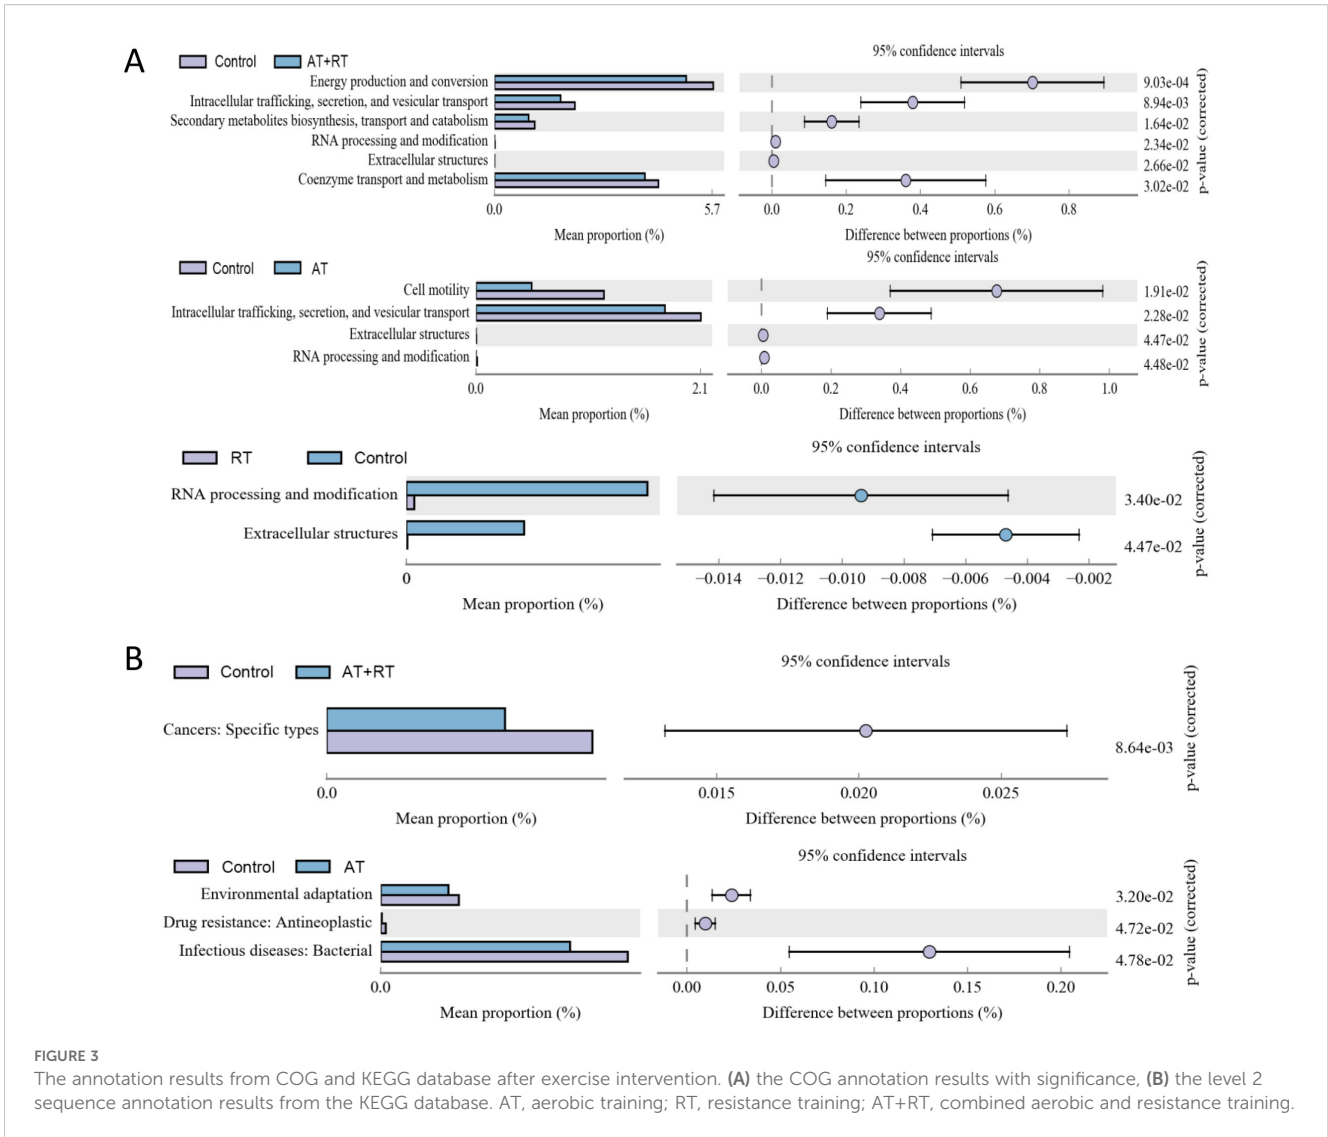 A
Control AT+RT
95% confidence intervals
Energy production and conversion
9.03e-04
Intracellular trafficking, secretion, and vesicular transport
8.94e-03
Secondary metabolites biosynthesis, transport and catabolism
1.64e-02
RNA processing and modification
2.34e-02
Extracellular structures
2.66e-02
Coenzyme transport and metabolism
3.02e-02
p-value (corrected)
0.0 5.7 0.0 0.2 0.4 0.6 0.8
Mean proportion (%) Difference between proportions (%)
Control AT
95% confidence intervals
Cell motility
1.91e-02
Intracellular trafficking, secretion, and vesicular transport
2.28e-02
Extracellular structures
4.47e-02
RNA processing and modification
4.48e-02
p-value (corrected)
0.0 2.1 0.0 0.2 0.4 0.6 0.8 1.0
Mean proportion (%) Difference between proportions (%)
RT Control
95% confidence intervals
RNA processing and modification
3.40e-02
Extracellular structures
4.47e-02
p-value (corrected)
0 −0.014 −0.012 −0.010 −0.008 −0.006 −0.004 −0.002
Mean proportion (%) Difference between proportions (%)
B
Control AT+RT
95% confidence intervals
Cancers: Specific types
8.64e-03
p-value (corrected)
0.0 0.015 0.020 0.025
Mean proportion (%) Difference between proportions (%)
Control AT
95% confidence intervals
Environmental adaptation
3.20e-02
Drug resistance: Antineoplastic
4.72e-02
Infectious diseases: Bacterial
4.78e-02
p-value (corrected)
0.0 0.00 0.05 0.10 0.15 0.20
Mean proportion (%) Difference between proportions (%)
FIGURE 3
The annotation results from COG and KEGG database after exercise intervention. (A) the COG annotation results with significance, (B) the level 2
sequence annotation results from the KEGG database. AT, aerobic training; RT, resistance training; AT+RT, combined aerobic and resistance training.